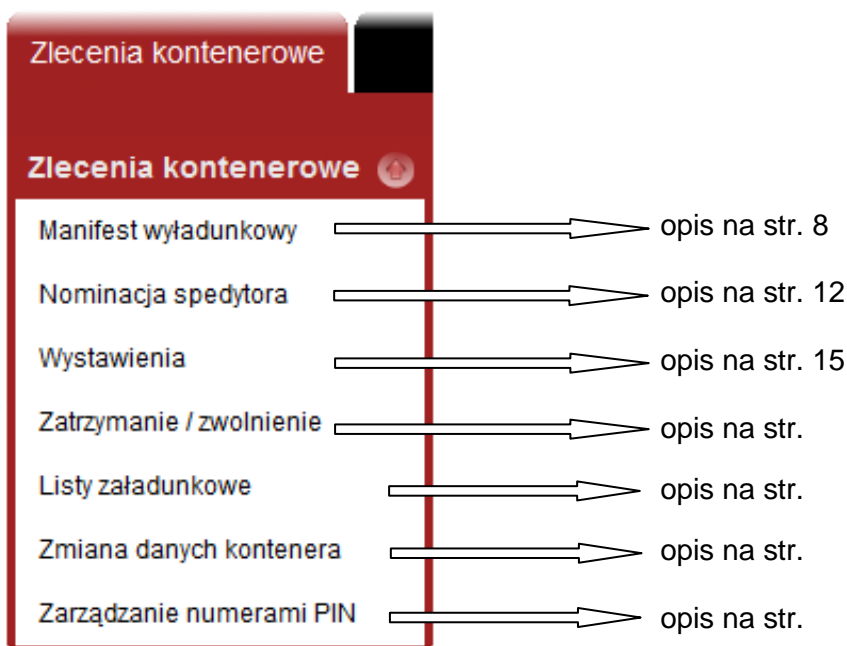 Zlecenia kontenerowe
Zlecenia kontenerowe
Manifest wyładunkowy opis na str. 8
Nominacja spedytora opis na str. 12
Wystawienia opis na str. 15
Zatrzymanie / zwolnienie opis na str.
Listy załadunkowe opis na str.
Zmiana danych kontenera opis na str.
Zarządzanie numerami PIN opis na str.